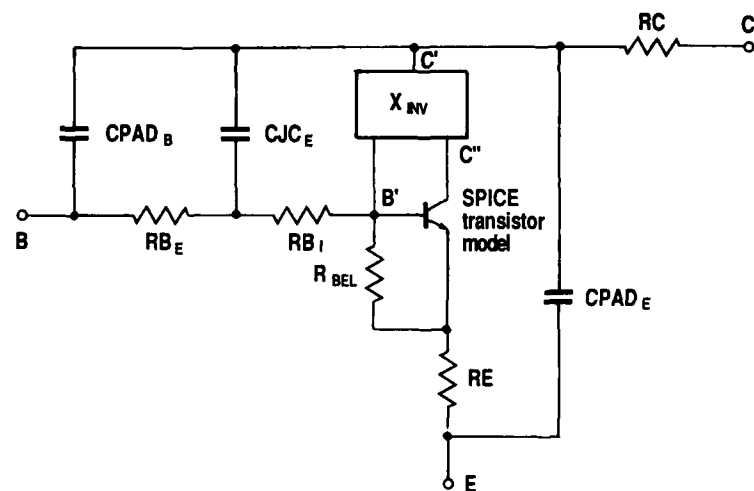 RC
C
C'
X INV
CPAD B
CJC E
C"
B'
SPICE
transistor
model
B
RB E
RB I
R BEL
CPAD E
RE
E